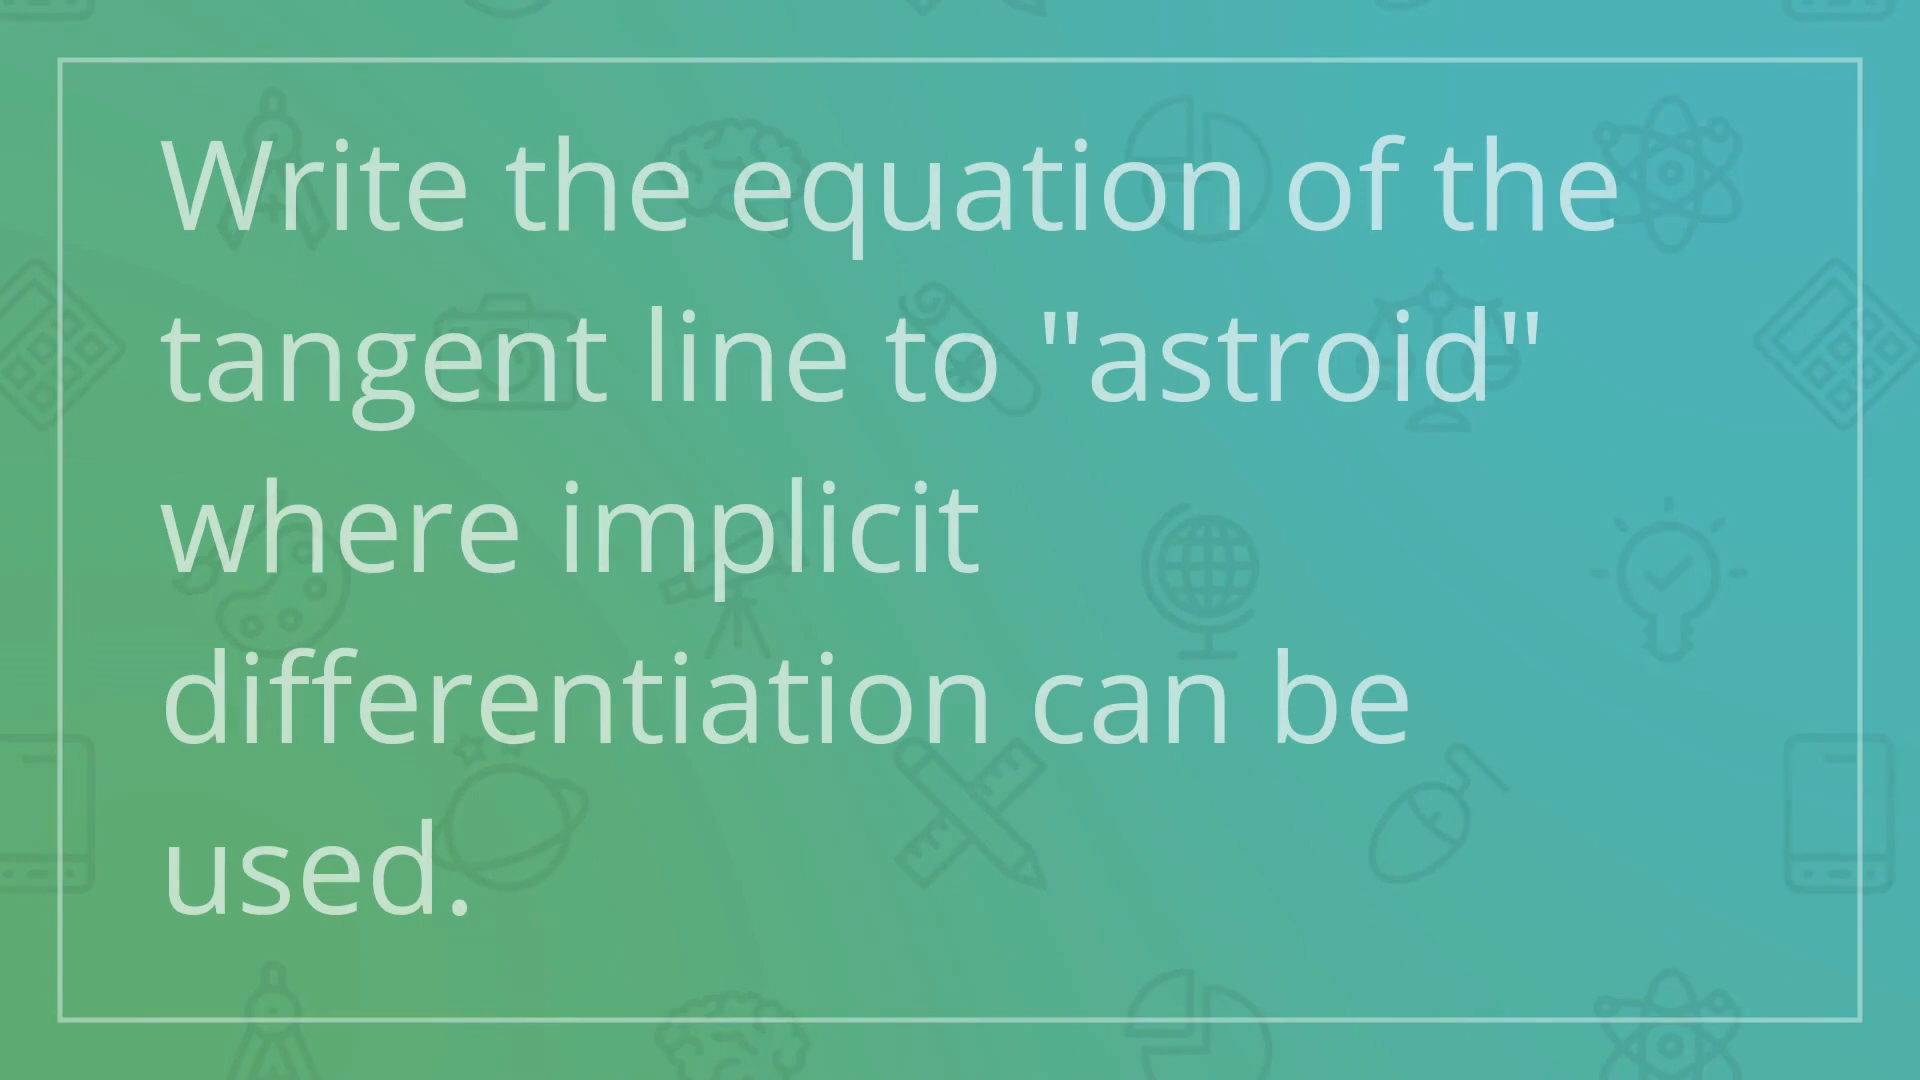 Write the equation of the
tangent line to "astroid"
where implicit
differentiation can be
used.